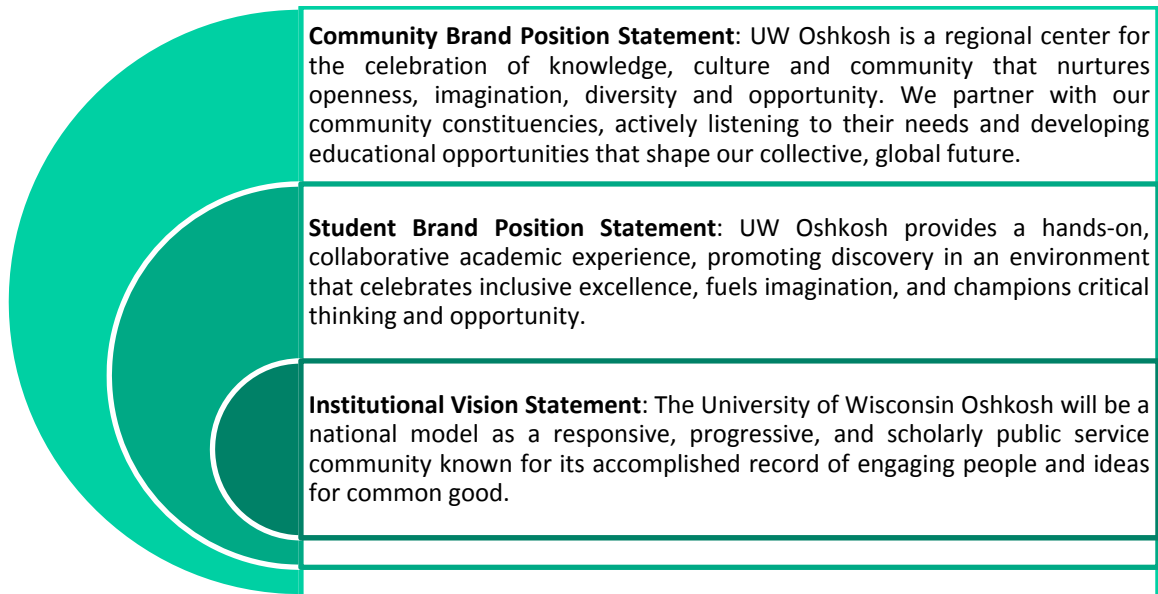 Community Brand Position Statement: UW Oshkosh is a regional center for
the celebration of knowledge, culture and community that nurtures
openness, imagination, diversity and opportunity. We partner with our
community constituencies, actively listening to their needs and developing
educational opportunities that shape our collective, global future.
Student Brand Position Statement: UW Oshkosh provides a hands-on,
collaborative academic experience, promoting discovery in an environment
that celebrates inclusive excellence, fuels imagination, and champions critical
thinking and opportunity.
Institutional Vision Statement: The University of Wisconsin Oshkosh will be a
national model as a responsive, progressive, and scholarly public service
community known for its accomplished record of engaging people and ideas
for common good.